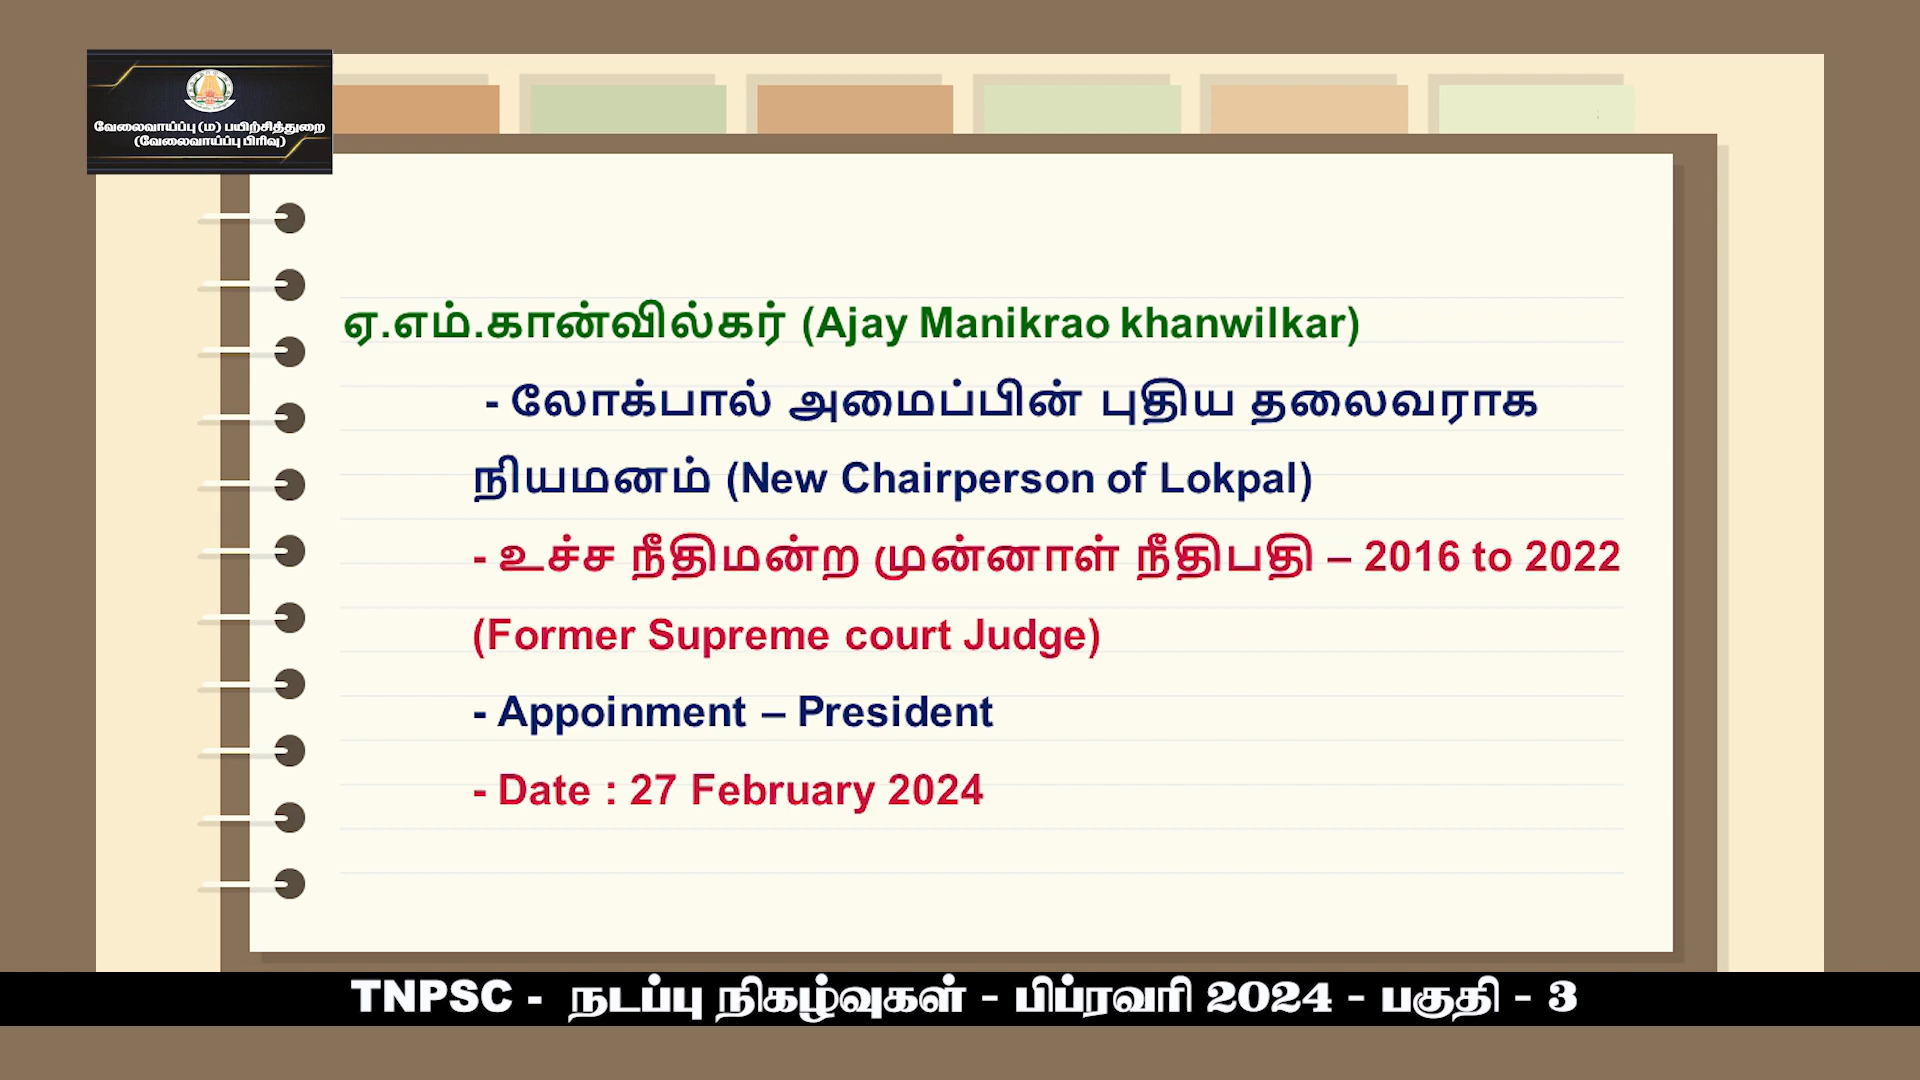 வேலைவாய்ப்பு (ம) பயிற்சித்துறை
(வேலைவாய்ப்பு பிரிவு)
ஏ.எம்.கான்வில்கர் (Ajay Manikrao khanwilkar)
- லோக்பால் அமைப்பின் புதிய தலைவராக
நியமனம் (New Chairperson of Lokpal)
- உச்ச நீதிமன்ற முன்னாள் நீதிபதி – 2016 to 2022
(Former Supreme court Judge)
- Appoinment – President
- Date : 27 February 2024
TNPSC - நடப்பு நிகழ்வுகள் - பிப்ரவரி 2024 - பகுதி - 3